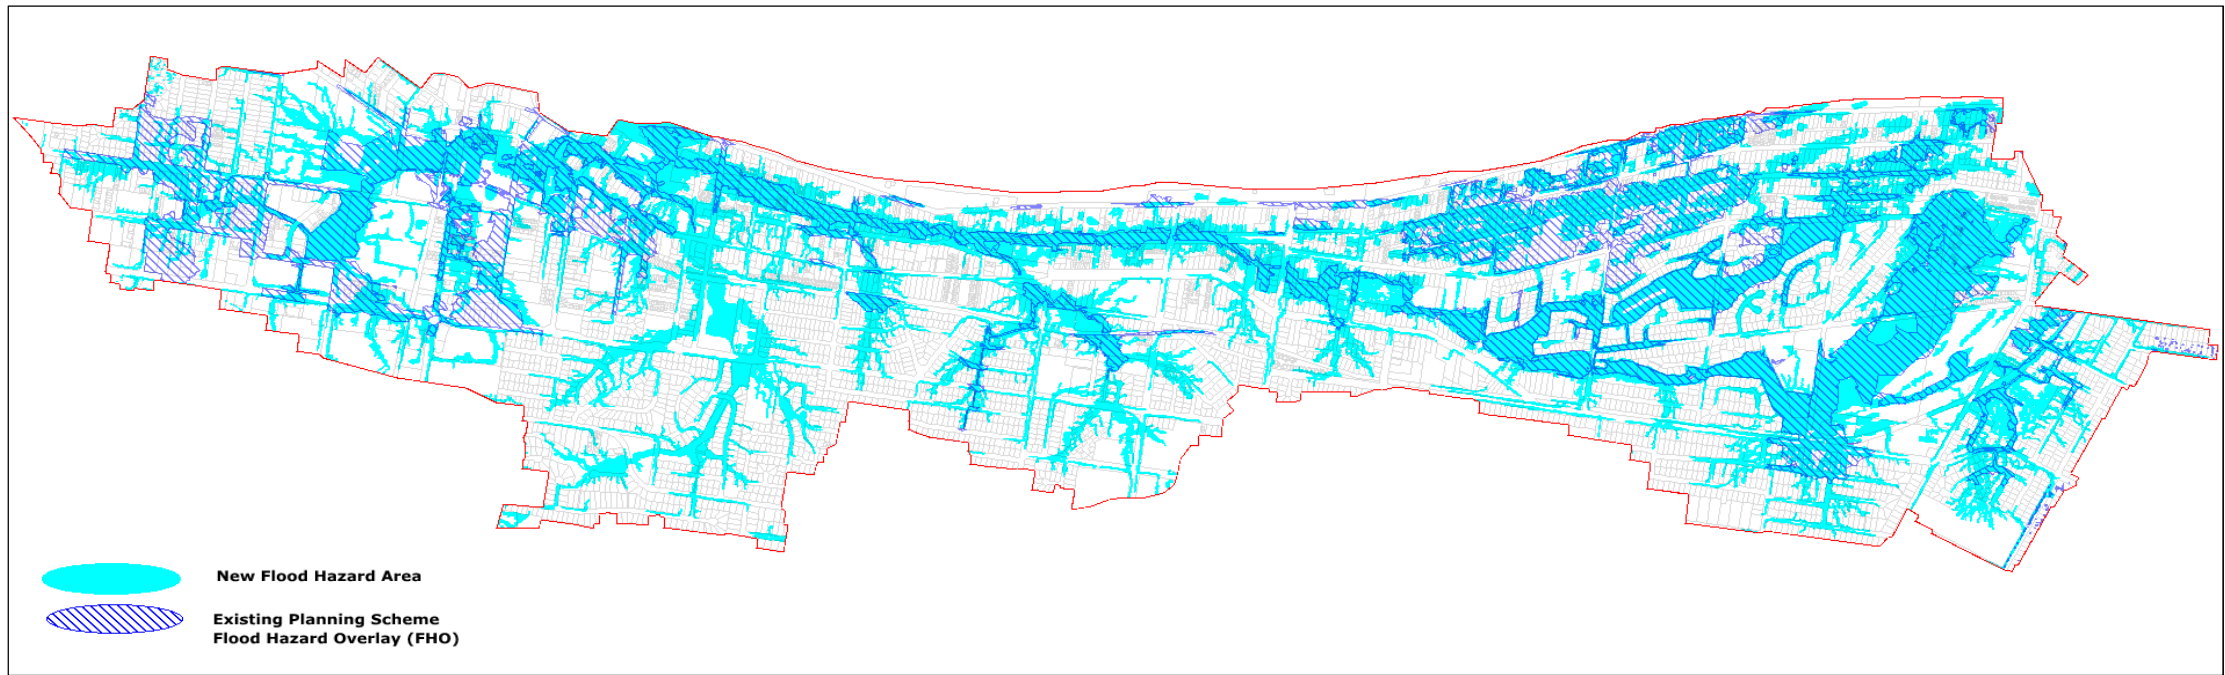 New Flood Hazard Area
Existing Planning Scheme
Flood Hazard Overlay (FHO)